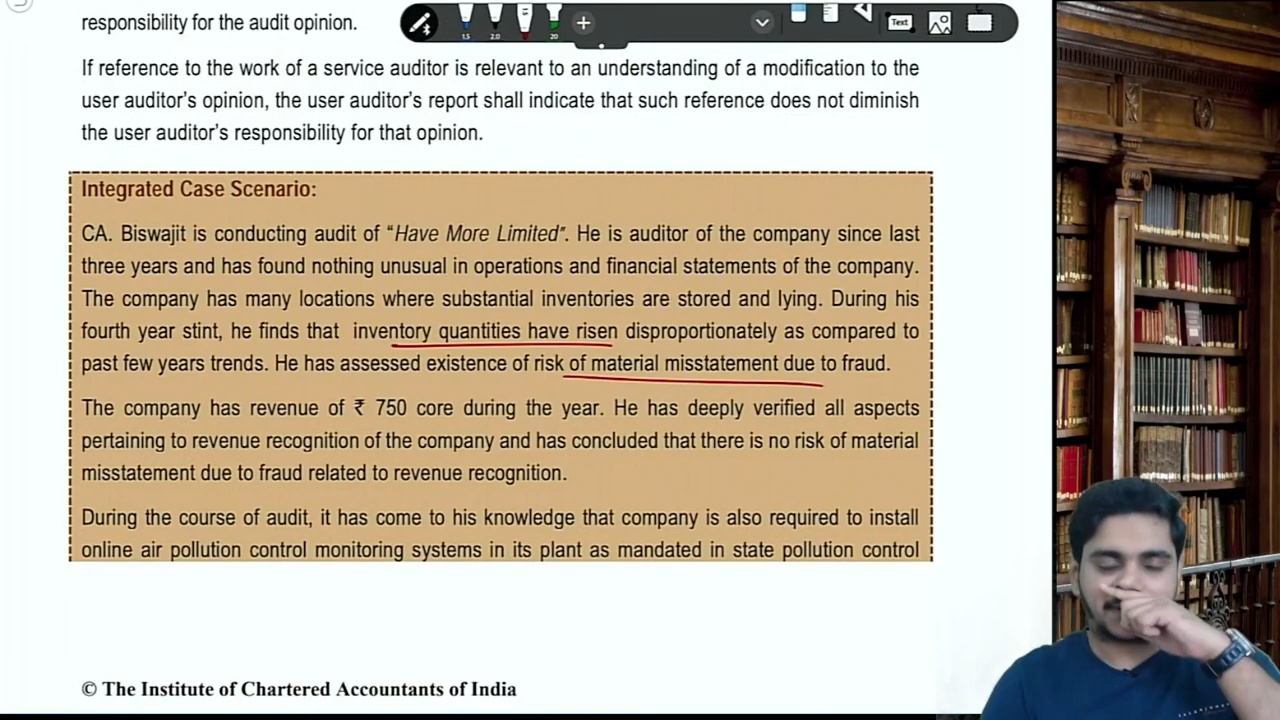 responsibility for the audit opinion.
1.5 2.0 20
Text
If reference to the work of a service auditor is relevant to an understanding of a modification to the
user auditor's opinion, the user auditor's report shall indicate that such reference does not diminish
the user auditor's responsibility for that opinion.
Integrated Case Scenario:
CA. Biswajit is conducting audit of “Have More Limited”. He is auditor of the company since last
three years and has found nothing unusual in operations and financial statements of the company.
The company has many locations where substantial inventories are stored and lying. During his
fourth year stint, he finds that inventory quantities have risen disproportionately as compared to
past few years trends. He has assessed existence of risk of material misstatement due to fraud.
The company has revenue of ₹ 750 core during the year. He has deeply verified all aspects
pertaining to revenue recognition of the company and has concluded that there is no risk of material
misstatement due to fraud related to revenue recognition.
During the course of audit, it has come to his knowledge that company is also required to install
online air pollution control monitoring systems in its plant as mandated in state pollution control
© The Institute of Chartered Accountants of India